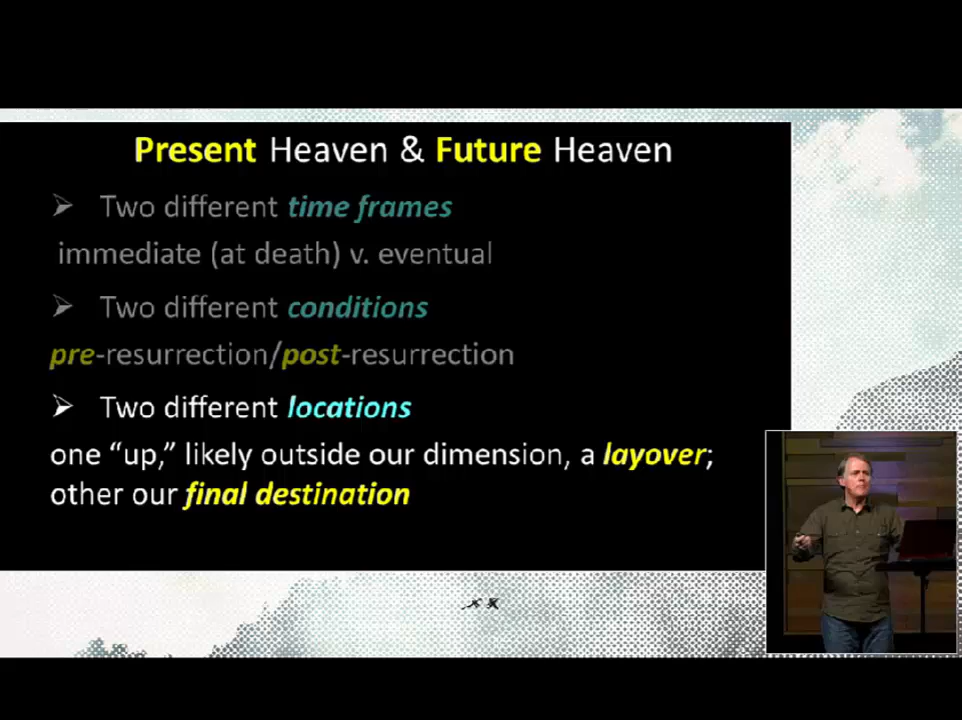 Present Heaven & Future Heaven
Two different time frames
immediate (at death) v. eventual
Two different conditions
pre-resurrection/post-resurrection
Two different locations
one “up,” likely outside our dimension, a layover;
other our final destination